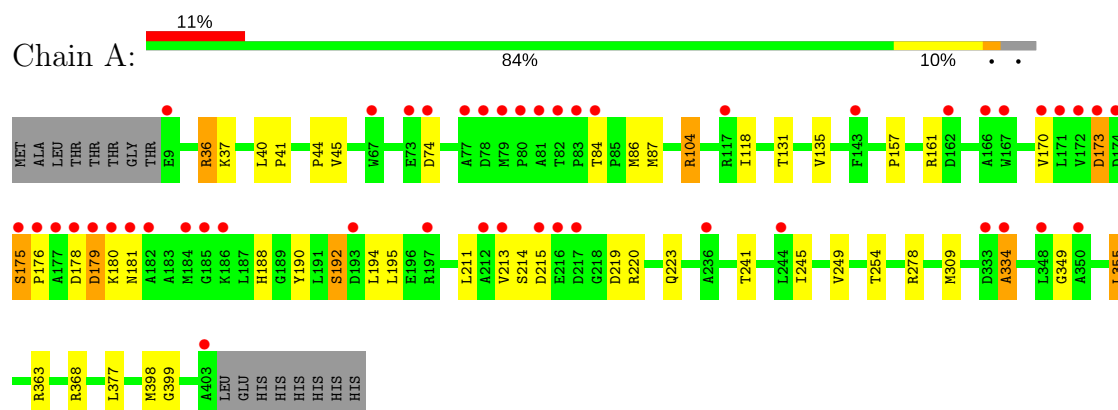 11%
Chain A:
84% 10% • •
MET ALA LEU THR THR THR GLY THR E9 R36 K37 L40 P41 P44 V45 W67 E73 D74 A77 D78 W79 P80 A81 T82 P83 T84 P85 M86 M87 R104 R117 I118 T131 V135 F143 P157 R161 D162 A166 W167 V170 L171 V172 D173
S175 P176 A177 D178 D179 K180 N181 A182 A183 M184 G185 K186 L187 H188 G189 Y190 L191 S192 D193 L194 L195 E196 R197 L211 A212 V213 S214 D215 E216 D217 G218 D219 R220 Q223 A236 T241 L244 I245 V249 T254 R278 M309 D333 A334 L348 G349 A350 L355
R363 R368 L377 M398 G399 A403 LEU GLU HIS HIS HIS HIS HIS HIS